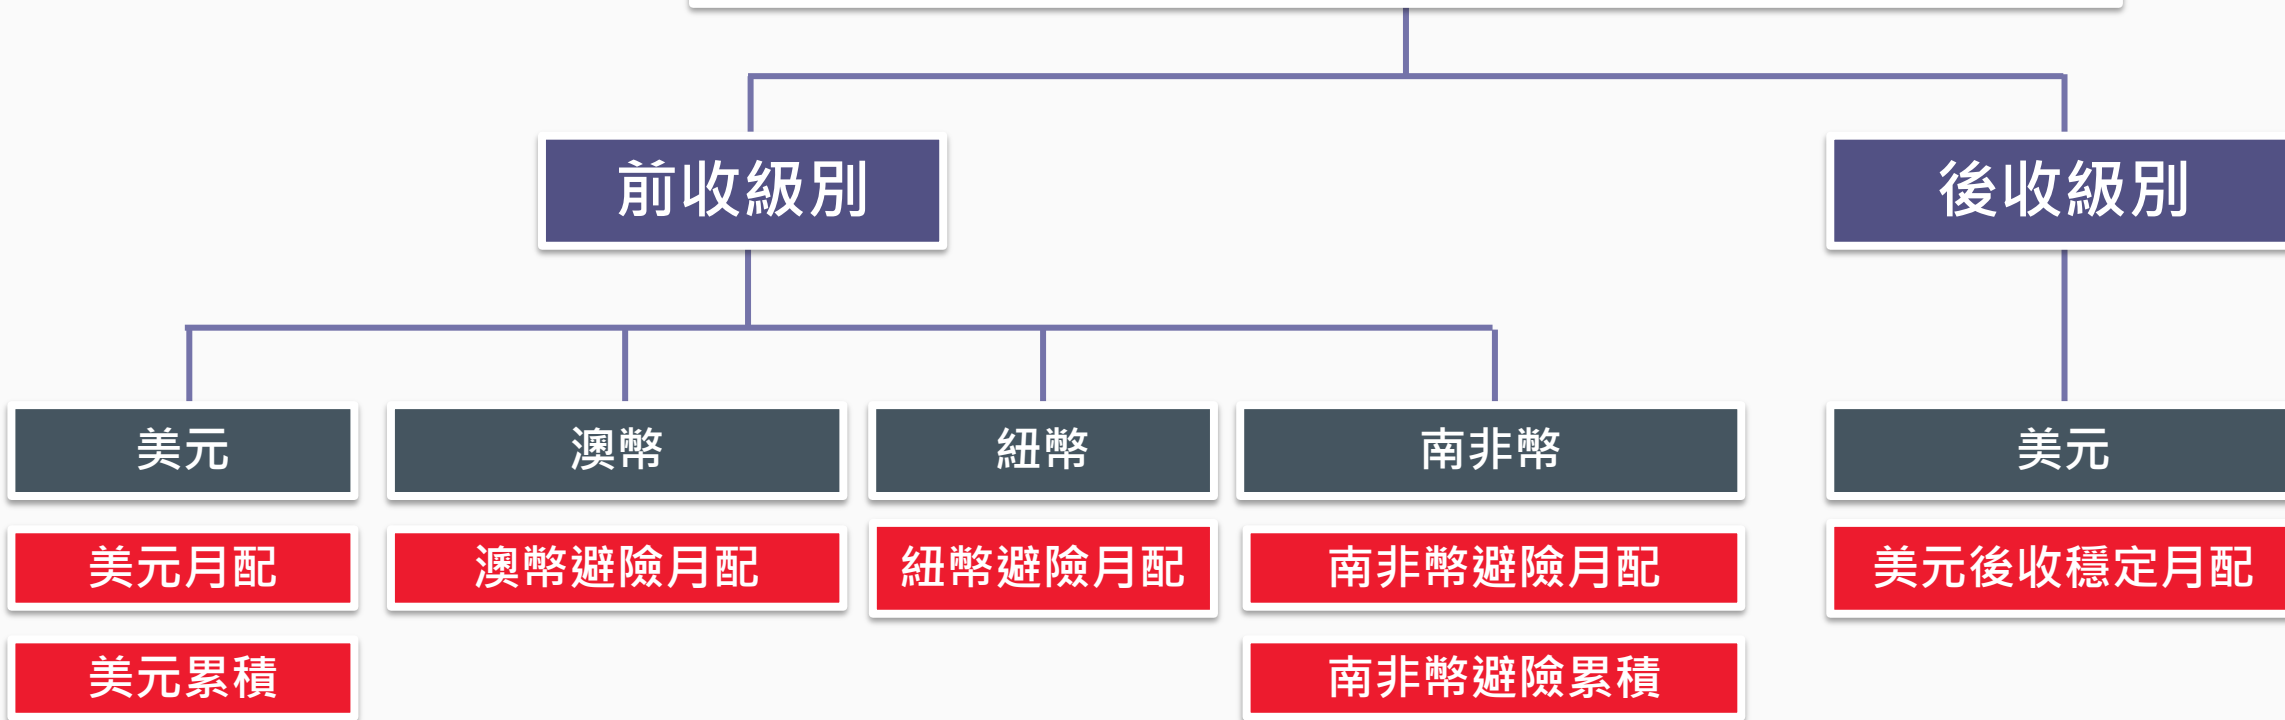 前收級別
後收級別
美元
澳幣
紐幣
南非幣
美元
美元月配
澳幣避險月配
紐幣避險月配
南非幣避險月配
美元後收穩定月配
美元累積
南非幣避險累積